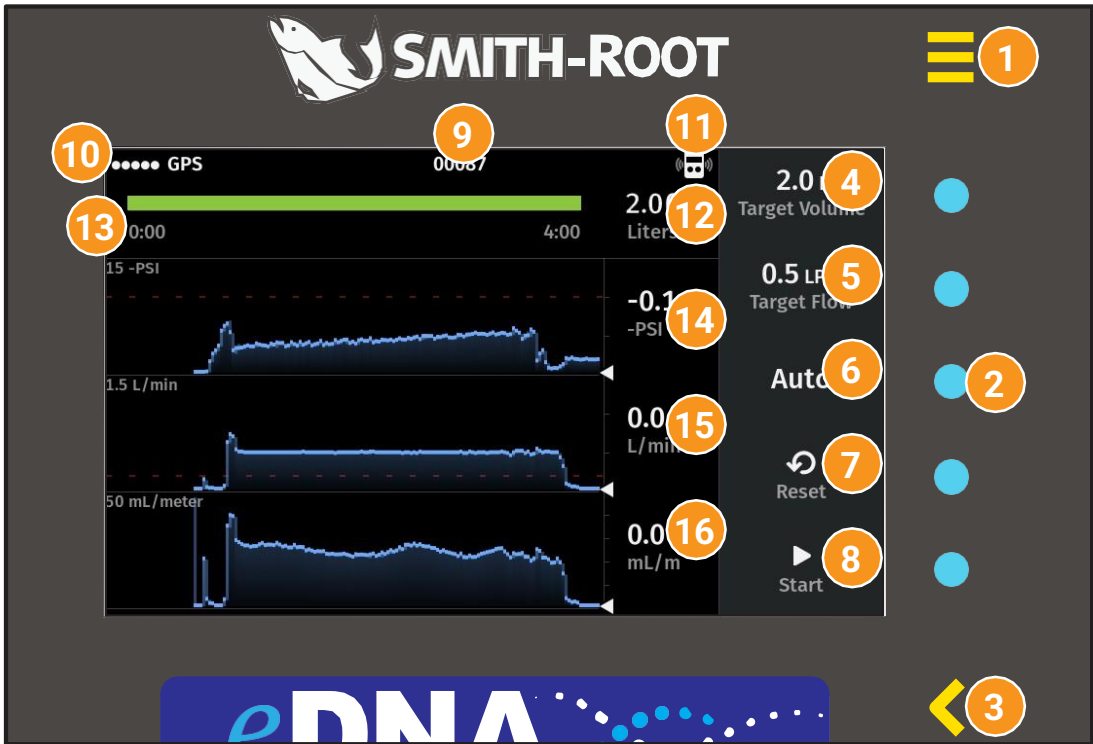 SMITH-ROOT
1
9
11
10
GPS
00087
4
2.0
Target Volume
13
0:00
4:00
2.0
Liters
12
5
0.5
Target Flow
15 -PSI
-0.1
-PSI
14
6
Auto
2
1.5 L/min
0.0
L/min
15
7
Reset
50 mL/meter
0.0
mL/m
16
8
Start
3
eDNA